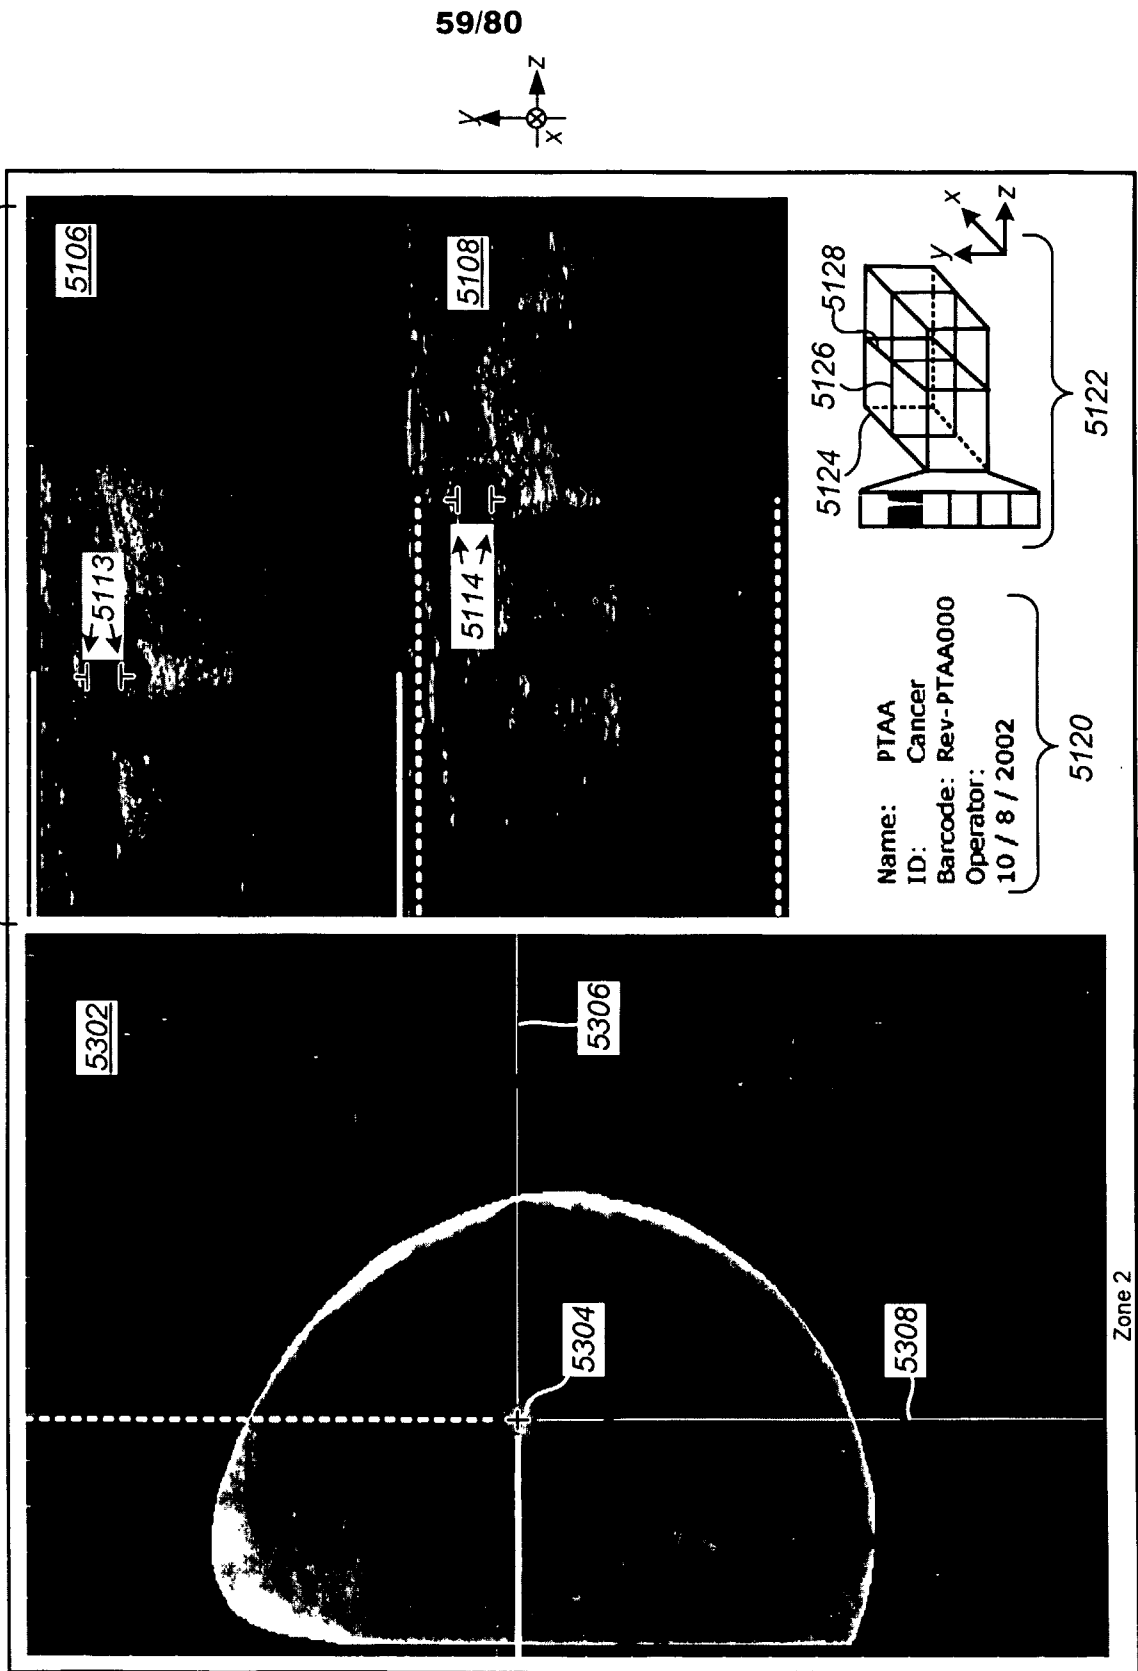 59/80
y
z
x
5302
5306
5304
5308
Zone 2
5106
5113
5108
5114
Name: PTAA
ID: Cancer
Barcode: Rev-PTAA000
Operator:
10 / 8 / 2002
5120
5124
5126
5128
y
x
z
5122